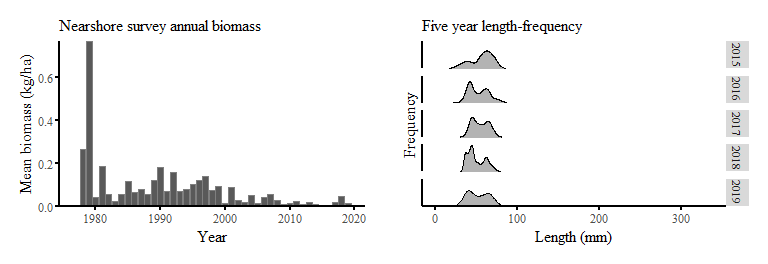 Nearshore survey annual biomass
Mean biomass (kg/ha)
0.6
0.4
0.2
0.0
1980 1990 2000 2010 2020
Year
Five year length-frequency
Frequency
2015
2016
2017
2018
2019
0 100 200 300
Length (mm)